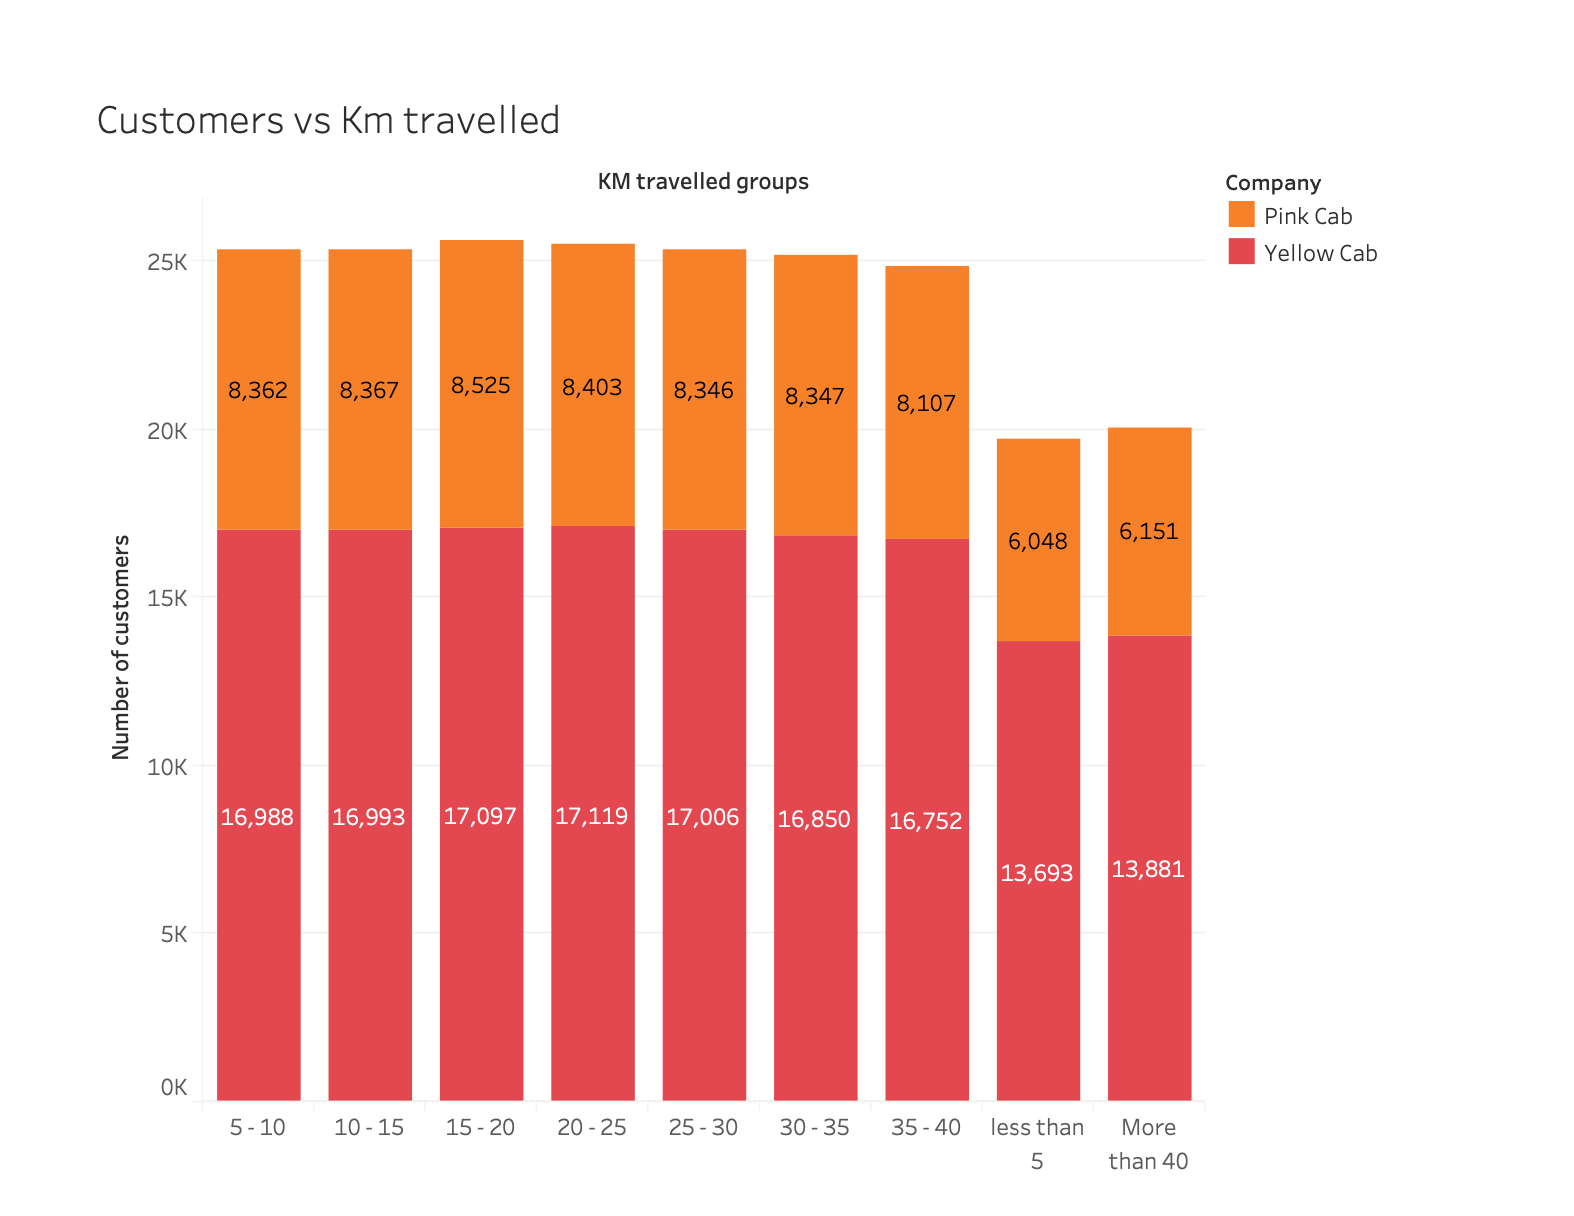 Customers vs Km travelled
KM travelled groups
Company
Pink Cab
Yellow Cab
Number of customers
25K
20K
15K
10K
5K
0K
8,362
8,367
8,525
8,403
8,346
8,347
8,107
6,048
6,151
16,988
16,993
17,097
17,119
17,006
16,850
16,752
13,693
13,881
5 - 10
10 - 15
15 - 20
20 - 25
25 - 30
30 - 35
35 - 40
less than
5
More
than 40